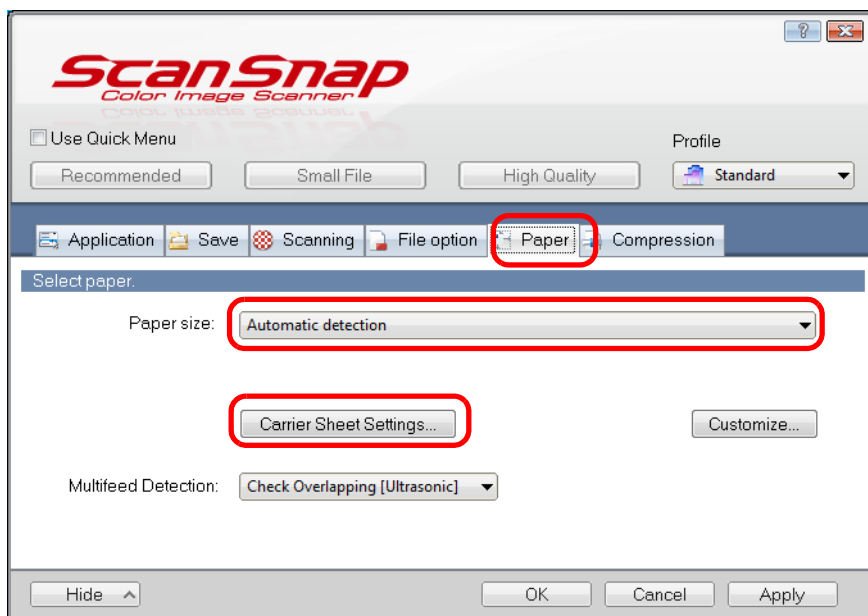 ScanSnap
Color Image Scanner
Use Quick Menu
Profile
Recommended Small File High Quality Standard
Application Save Scanning File option Paper Compression
Select paper.
Paper size: Automatic detection
Carrier Sheet Settings... Customize...
Multifeed Detection: Check Overlapping [Ultrasonic]
Hide OK Cancel Apply